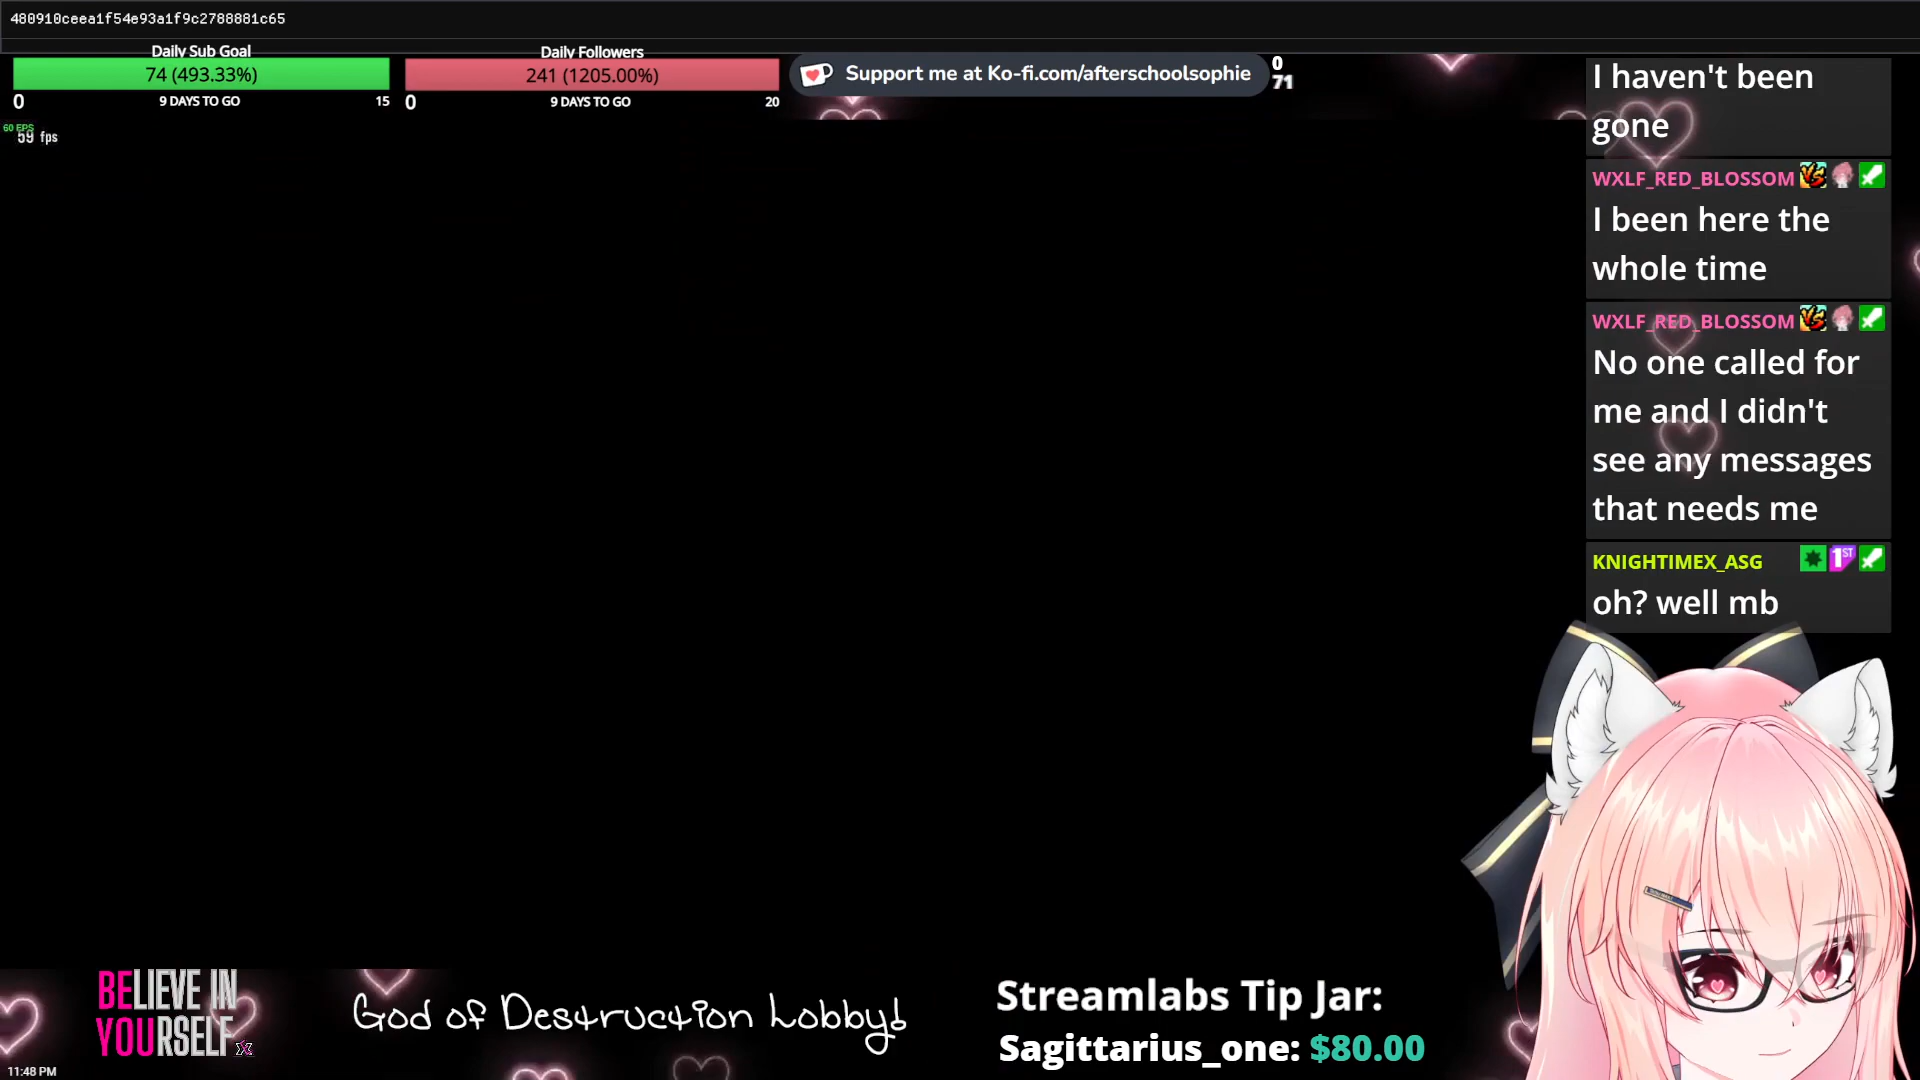 480910ceea1f54e93a1f9c2788881c65
Daily Sub Goal
74 (493.33%)
0 9 DAYS TO GO 15
Daily Followers
241 (1205.00%)
0 9 DAYS TO GO 20
Support me at Ko-fi.com/afterschoolsophie
0
71
60 FPS
59 fps
I haven't been
gone
WXLF_RED_BLOSSOM
I been here the
whole time
WXLF_RED_BLOSSOM
No one called for
me and I didn't
see any messages
that needs me
KNIGHTIMEX_ASG 1ST
oh? well mb
BELIEVE IN
YOURSELF
God of Destruction Lobby!
Streamlabs Tip Jar:
Sagittarius_one: $80.00
11:48 PM